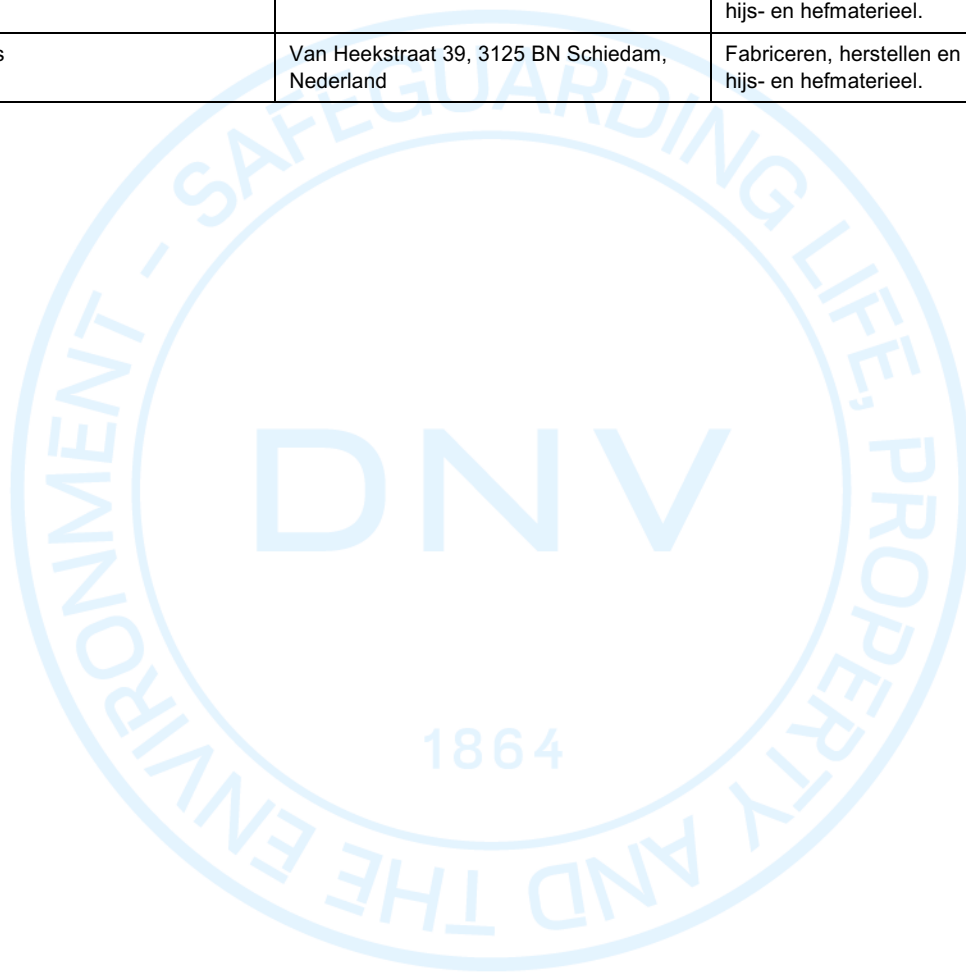 hijs- en hefmaterieel.
s
Van Heekstraat 39, 3125 BN Schiedam,
Nederland
Fabriceren, herstellen en
hijs- en hefmaterieel.
SAFEGUARDING LIFE, PROPERTY AND THE ENVIRONMENT -
DNV
1864